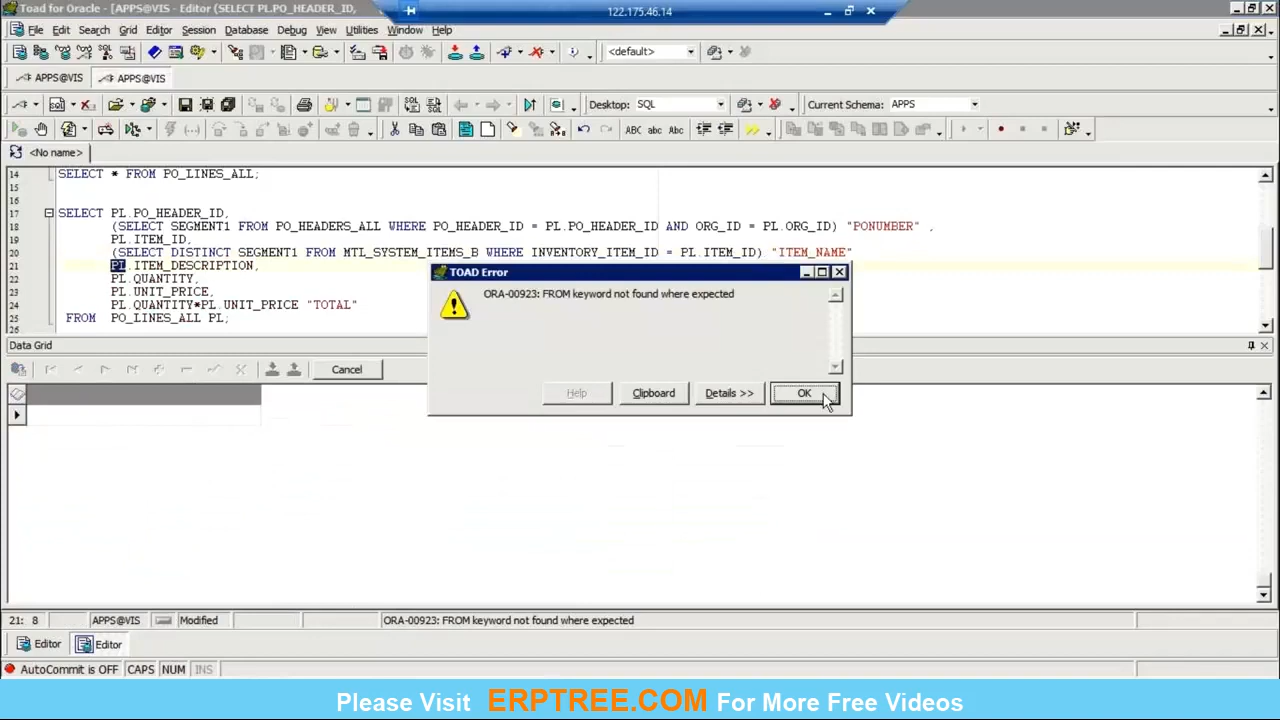 Toad for Oracle - [APPS@VIS - Editor (SELECT PL.PO_HEADER_ID,
122.175.46.14
File Edit Search Grid Editor Session Database Debug View Utilities Window Help
<default>
APPS@VIS APPS@VIS
SQL Desktop: SQL Current Schema: APPS
ABC abc Abc
<No name>
14 SELECT * FROM PO_LINES_ALL;
15
16
17 SELECT PL.PO_HEADER_ID,
18 (SELECT SEGMENT1 FROM PO_HEADERS_ALL WHERE PO_HEADER_ID = PL.PO_HEADER_ID AND ORG_ID = PL.ORG_ID) "PONUMBER" ,
19 PL.ITEM_ID,
20 (SELECT DISTINCT SEGMENT1 FROM MTL_SYSTEM_ITEMS_B WHERE INVENTORY_ITEM_ID = PL.ITEM_ID) "ITEM_NAME"
21 PL.ITEM_DESCRIPTION,
22 PL.QUANTITY,
23 PL.UNIT_PRICE,
24 PL.QUANTITY*PL.UNIT_PRICE "TOTAL"
25 FROM PO_LINES_ALL PL;
26
TOAD Error
ORA-00923: FROM keyword not found where expected
Help Clipboard Details >> OK
Data Grid
Cancel
21: 8 APPS@VIS Modified ORA-00923: FROM keyword not found where expected
Editor Editor
AutoCommit is OFF CAPS NUM INS
Please Visit ERPTREE.COM For More Free Videos